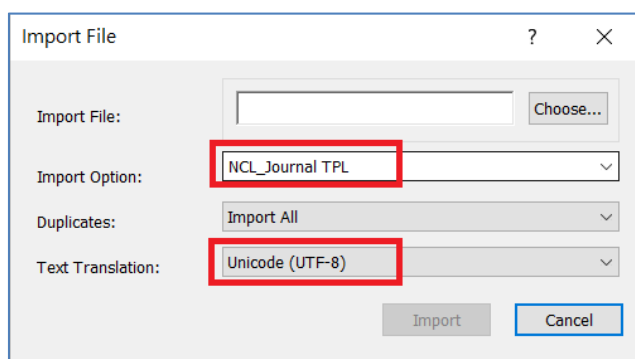 Import File ? ×
Import File: Choose...
Import Option: NCL_Journal TPL
Duplicates: Import All
Text Translation: Unicode (UTF-8)
Import Cancel